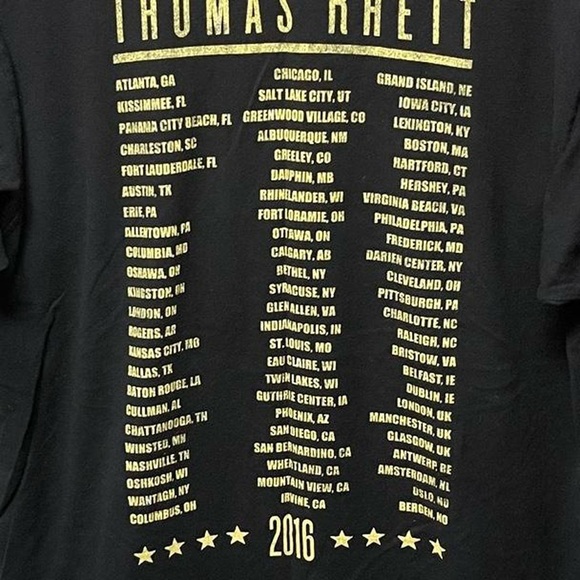 THOMAS RHETT
ATLANTA, GA
KISSIMMEE, FL
PANAMA CITY BEACH, FL
CHARLESTON, SC
FORT LAUDERDALE, FL
AUSTIN, TX
ERIE, PA
ALLENTOWN, PA
COLUMBIA, MO
OSHAWA, ON
KINGSTON, ON
LONDON, ON
ROGERS, AR
KANSAS CITY, MO
DALLAS, TX
BATON ROUGE, LA
CULLMAN, AL
CHATTANOOGA, TN
WINSTED, MN
NASHVILLE, TN
OSHKOSH, WI
WANTAGH, NY
COLUMBUS, OH
CHICAGO, IL
SALT LAKE CITY, UT
GREENWOOD VILLAGE, CO
ALBUQUERQUE, NM
GREELEY, CO
DAUPHIN, MB
RHINELANDER, WI
FORT LORAMIE, OH
OTTAWA, ON
CALGARY, AB
BETHEL, NY
SYRACUSE, NY
GLEN ALLEN, VA
INDIANAPOLIS, IN
ST. LOUIS, MO
EAU CLAIRE, WI
TWIN LAKES, WI
GUTHRIE CENTER, IA
PHOENIX, AZ
SAN DIEGO, CA
SAN BERNARDINO, CA
WHEATLAND, CA
MOUNTAIN VIEW, CA
IRVINE, CA
GRAND ISLAND, NE
IOWA CITY, IA
LEXINGTON, KY
BOSTON, MA
HARTFORD, CT
HERSHEY, PA
VIRGINIA BEACH, VA
PHILADELPHIA, PA
FREDERICK, MD
DARIEN CENTER, NY
CLEVELAND, OH
PITTSBURGH, PA
CHARLOTTE, NC
RALEIGH, NC
BRISTOW, VA
BELFAST, IE
DUBLIN, IE
LONDON, UK
MANCHESTER, UK
GLASGOW, UK
ANTWERP, BE
AMSTERDAM, NL
OSLO, NO
BERGEN, NO
2016